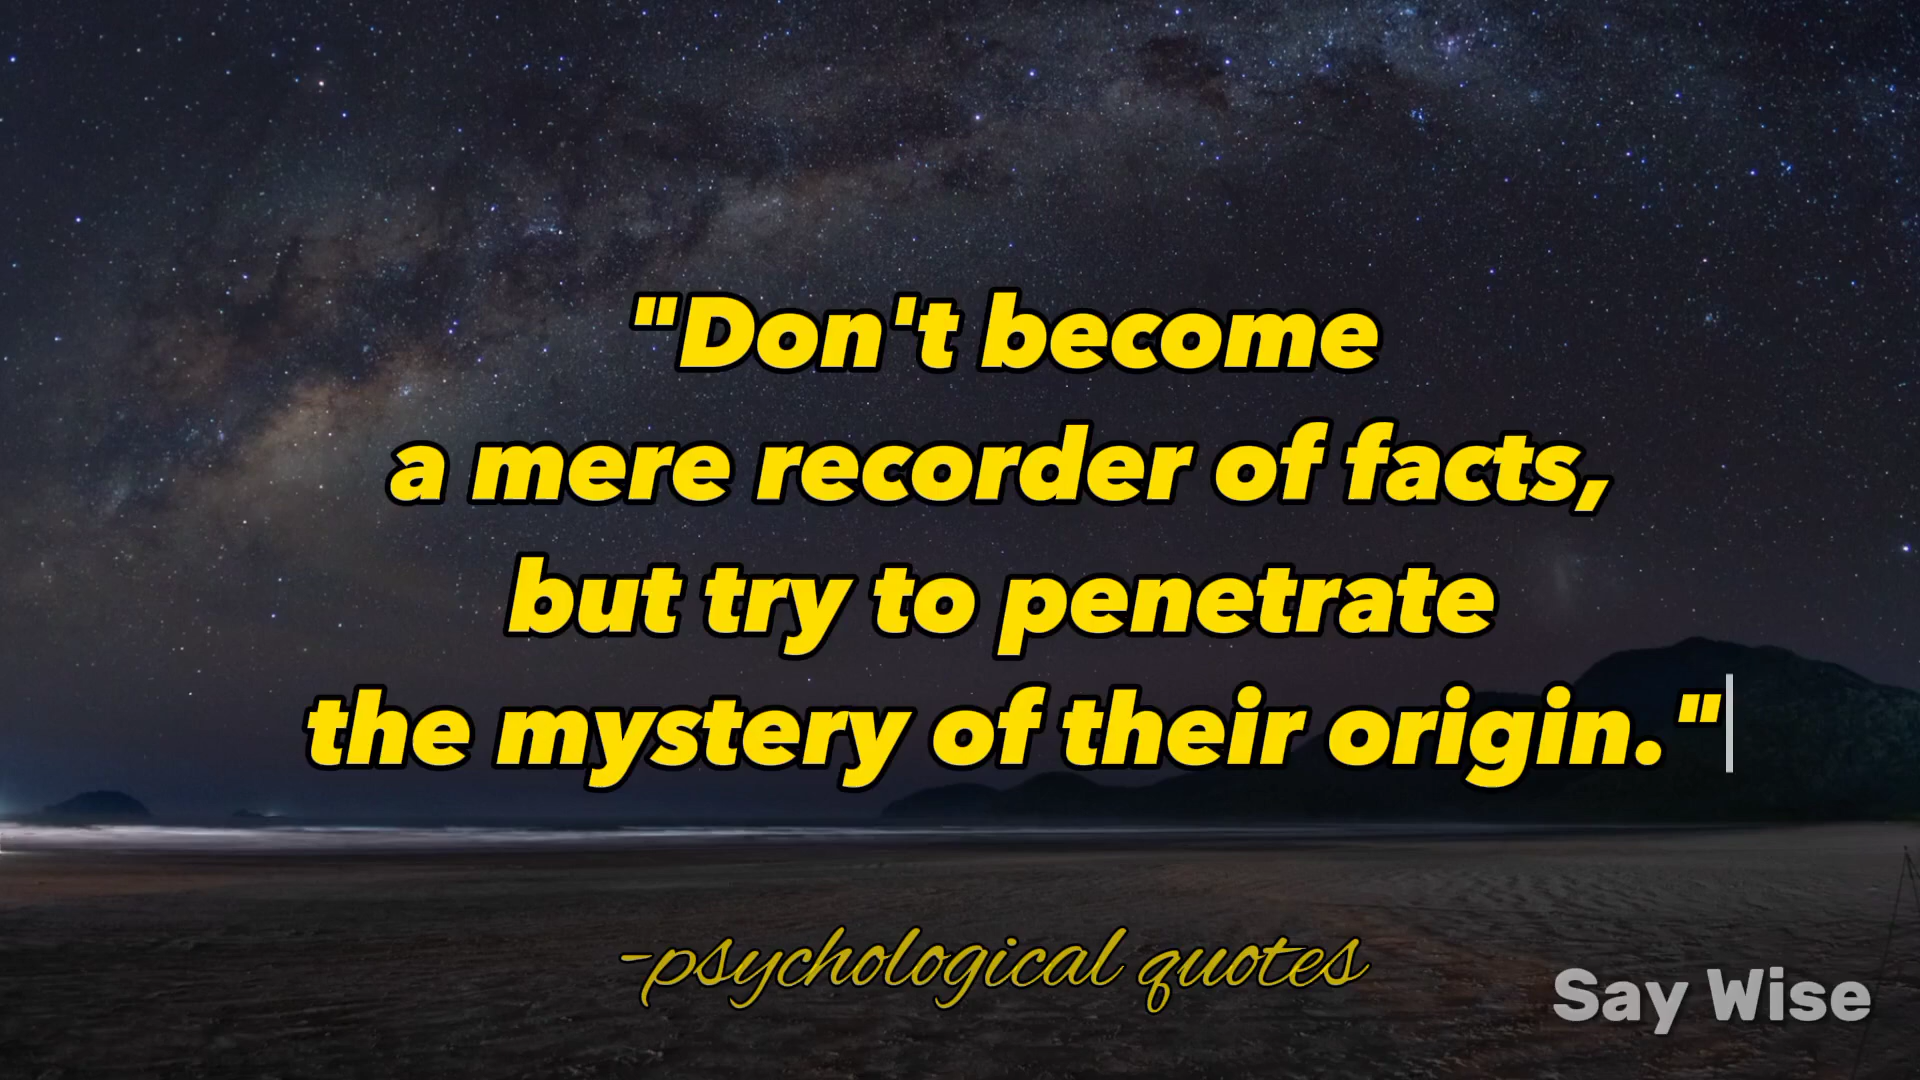 "Don't become
a mere recorder of facts,
but try to penetrate
the mystery of their origin."
-psychological quotes
Say Wise